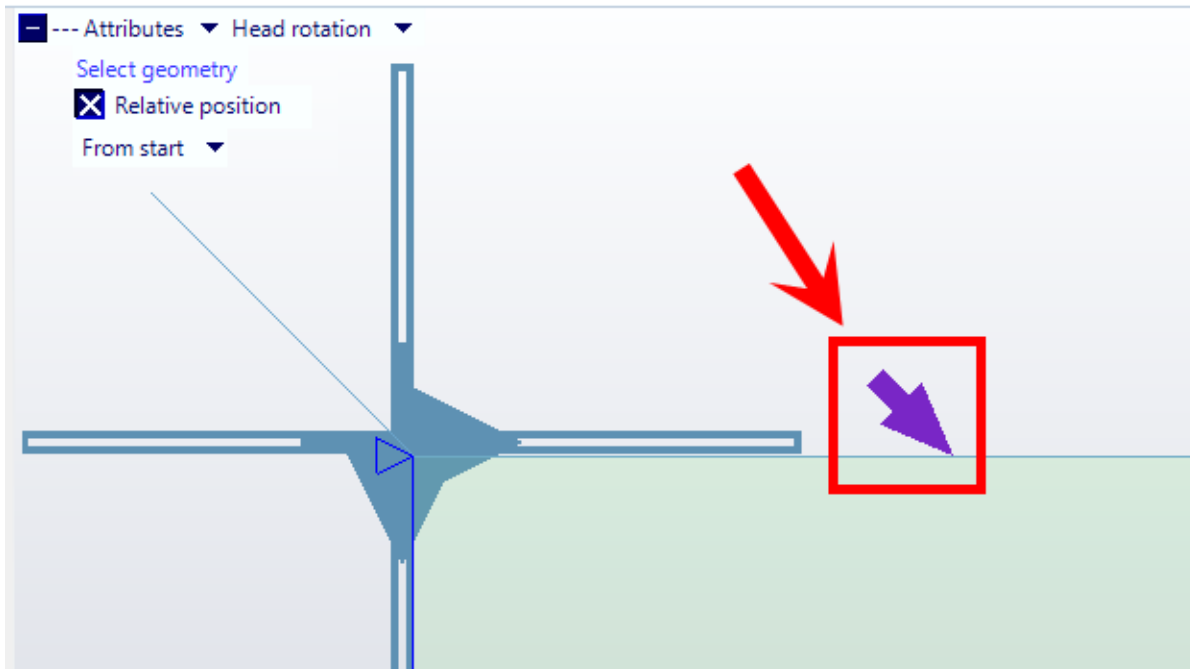 --- Attributes Head rotation
Select geometry
Relative position
From start